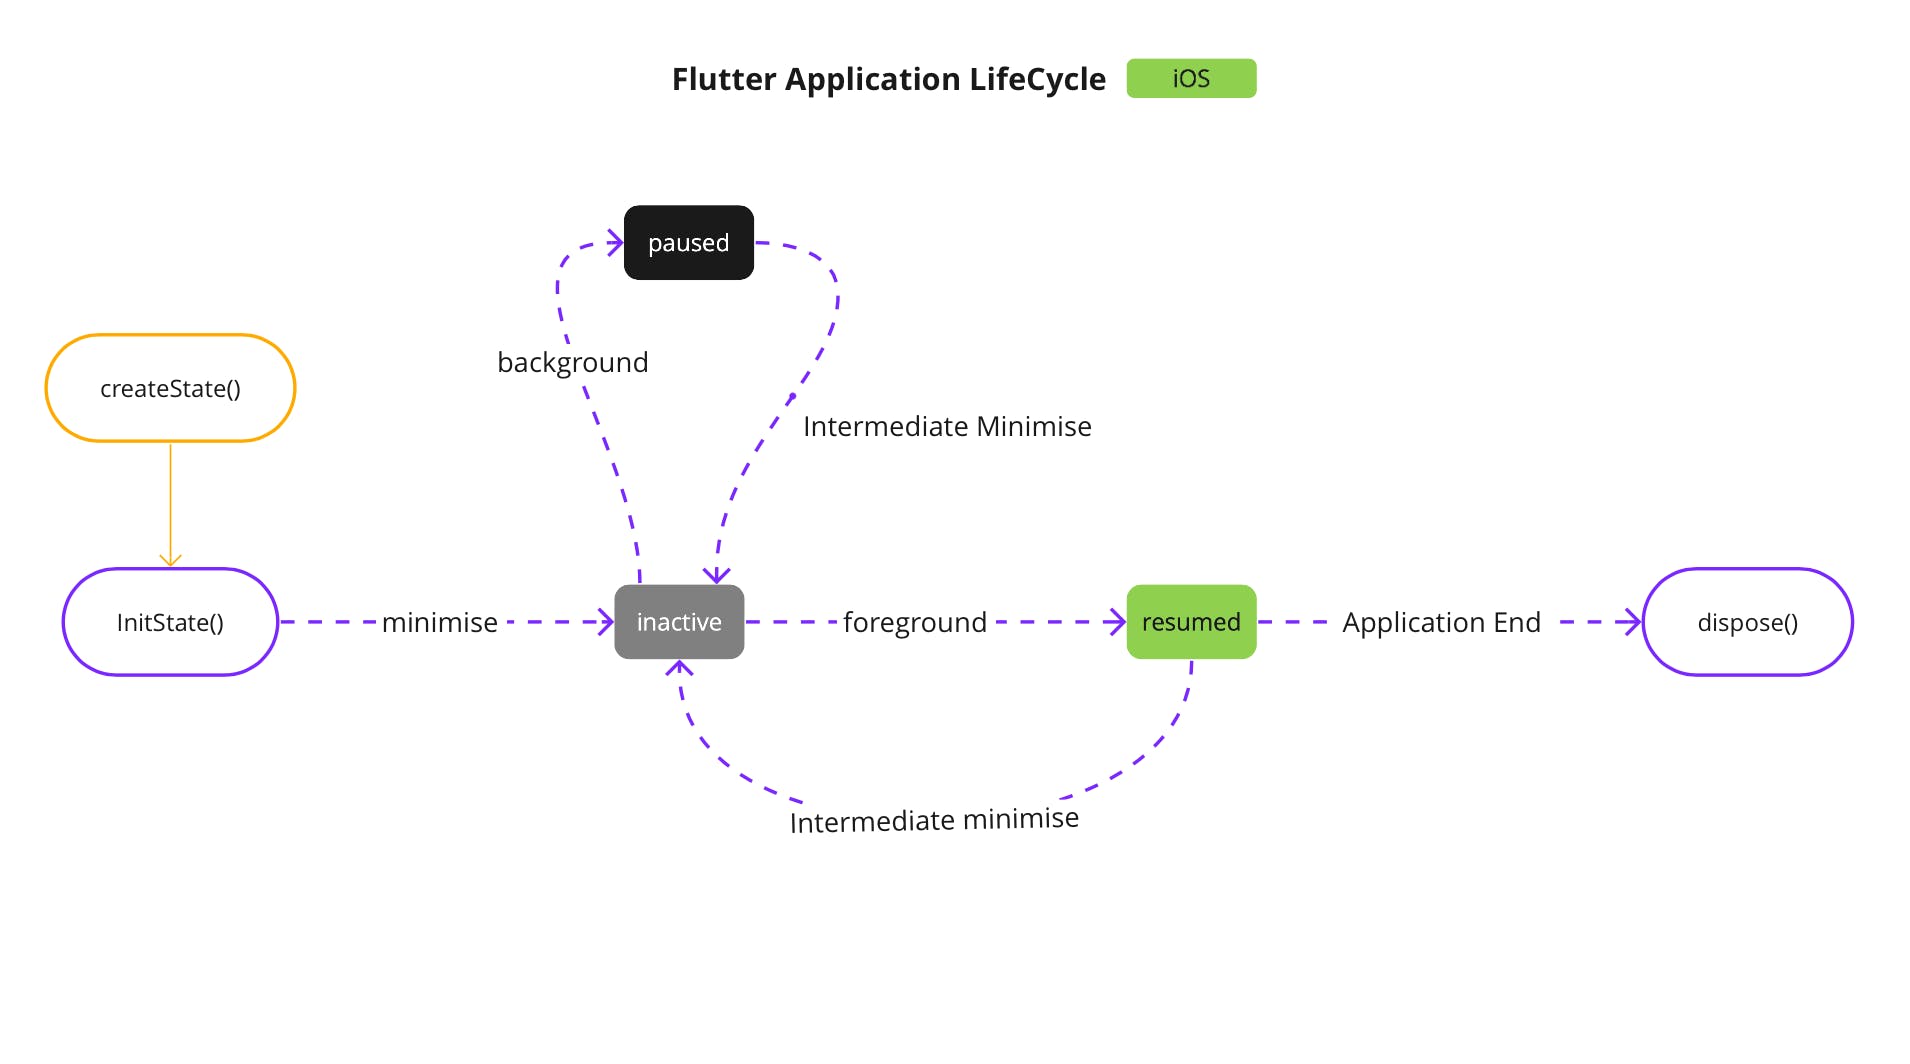 Flutter Application LifeCycle
iOS
paused
background
createState()
Intermediate Minimise
InitState()
minimise
inactive
foreground
resumed
Application End
dispose()
Intermediate minimise